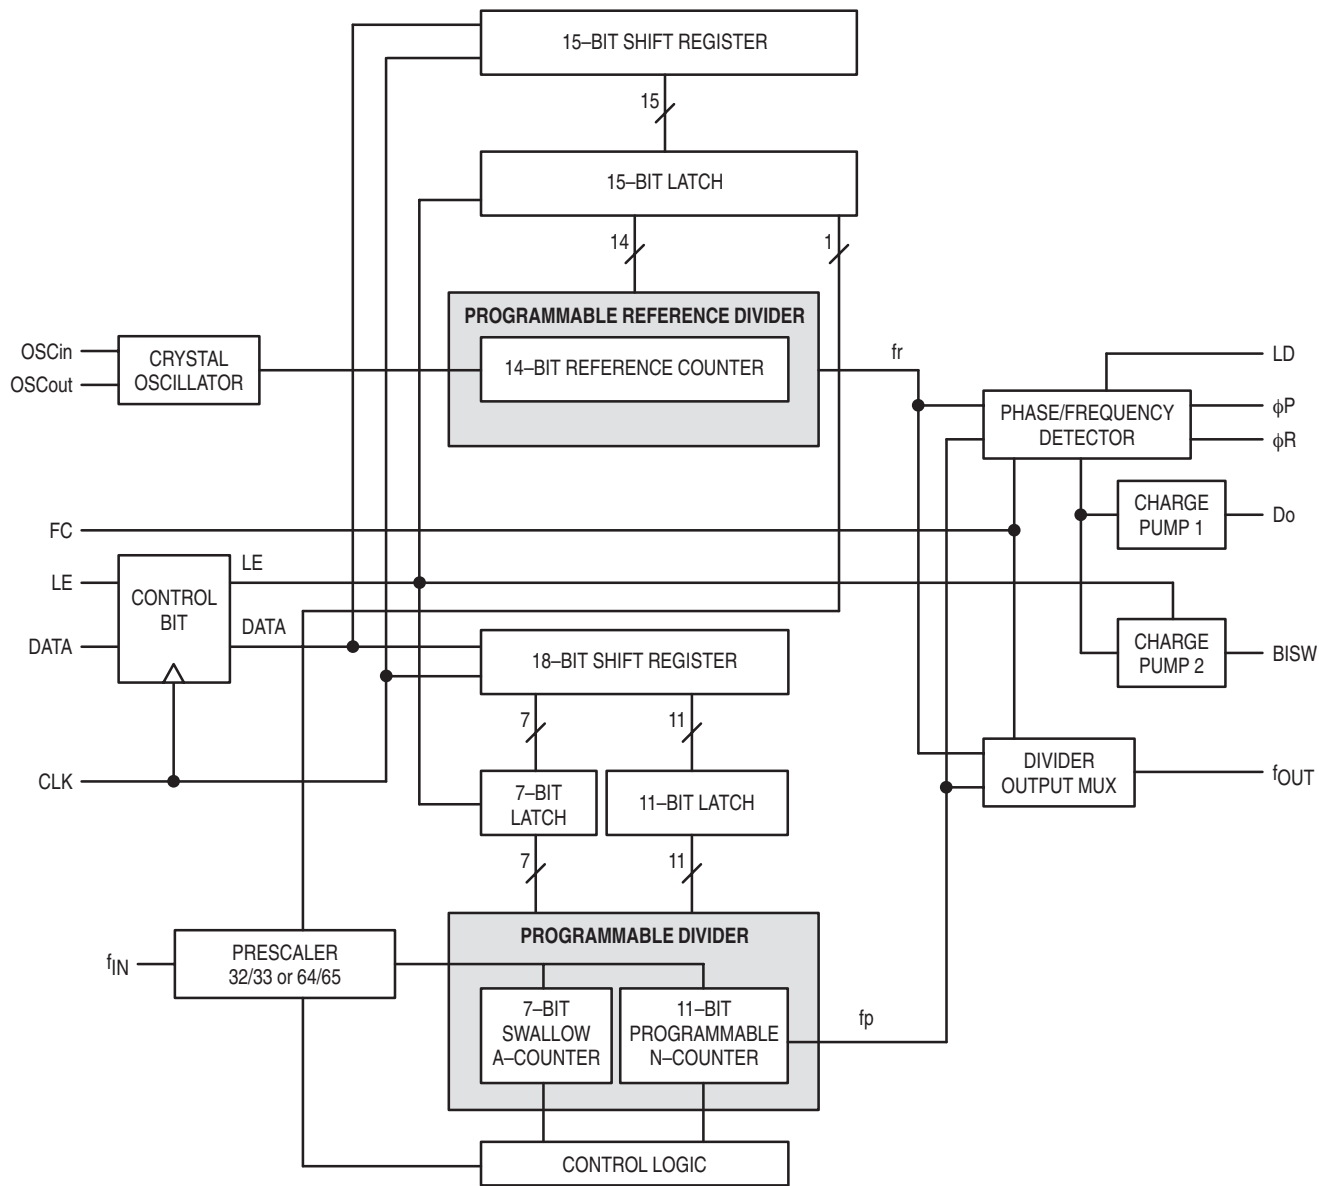 15–BIT SHIFT REGISTER
15
15–BIT LATCH
14
1
PROGRAMMABLE REFERENCE DIVIDER
14–BIT REFERENCE COUNTER
OSCin
OSCout
CRYSTAL
OSCILLATOR
fr
PHASE/FREQUENCY
DETECTOR
LD
ϕP
ϕR
CHARGE
PUMP 1
Do
FC
LE
DATA
CONTROL
BIT
LE
DATA
18–BIT SHIFT REGISTER
CHARGE
PUMP 2
BISW
7
11
CLK
7–BIT
LATCH
11–BIT LATCH
DIVIDER
OUTPUT MUX
fOUT
7
11
PROGRAMMABLE DIVIDER
fIN
PRESCALER
32/33 or 64/65
7–BIT
SWALLOW
A–COUNTER
11–BIT
PROGRAMMABLE
N–COUNTER
fp
CONTROL LOGIC